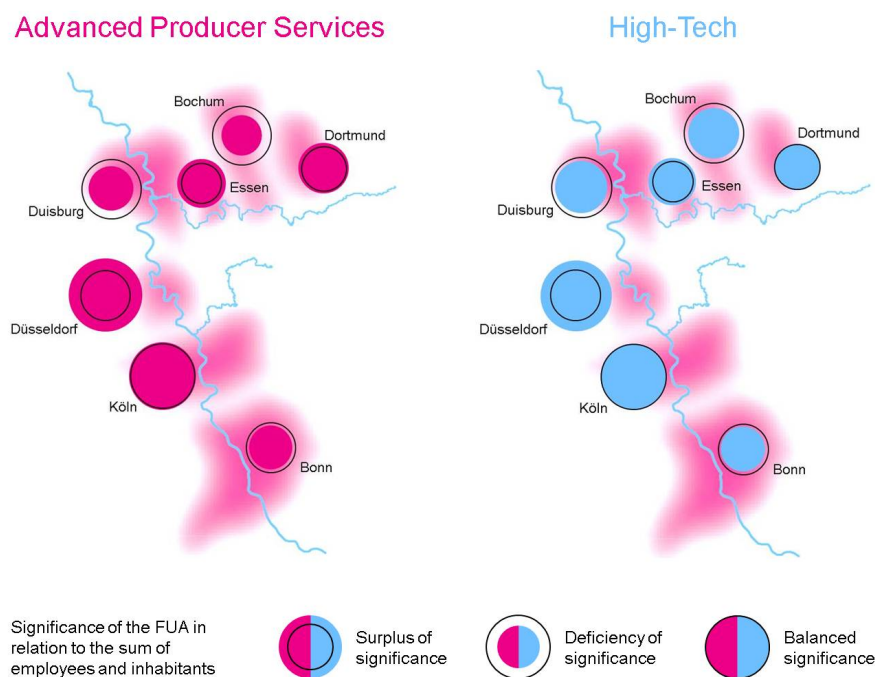 Advanced Producer Services
High-Tech
Bochum
Dortmund
Essen
Duisburg
Düsseldorf
Köln
Bonn
Bochum
Dortmund
Essen
Duisburg
Düsseldorf
Köln
Bonn
Significance of the FUA in
relation to the sum of
employees and inhabitants
Surplus of
significance
Deficiency of
significance
Balanced
significance